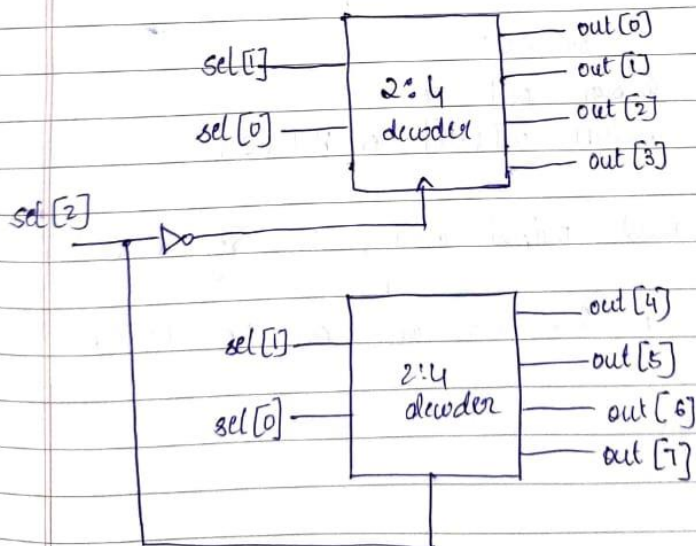 out[0]
sel[1]
out[1]
2:4
out[2]
sel[0]
decoder
out[3]
sel[2]
out[4]
sel[1]
out[5]
2:4
decoder
out[6]
sel[0]
out[7]